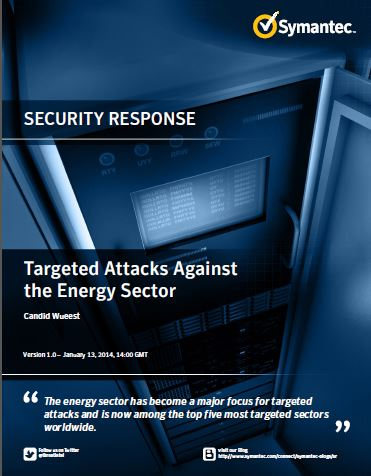 Symantec™
SECURITY RESPONSE
Targeted Attacks Against
the Energy Sector
Candid Wueest
Version 1.0 – January 13, 2014, 14:00 GMT
“ The energy sector has become a major focus for targeted
attacks and is now among the top five most targeted sectors
worldwide. ”
Follow us on Twitter
Visit our Blog
http://www.symantec.com/connect/symantec-blogs/sr